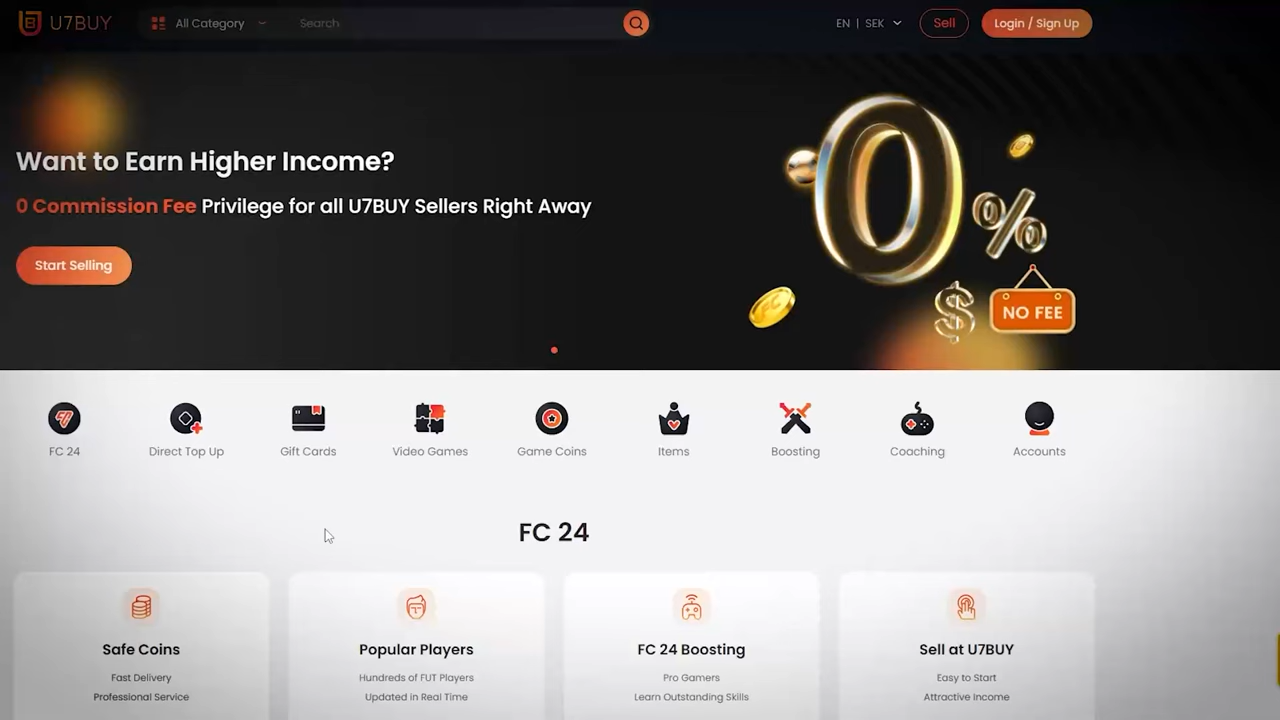 U7BUY
All Category
Search
EN | SEK
Sell
Login / Sign Up
Want to Earn Higher Income?
0 Commission Fee Privilege for all U7BUY Sellers Right Away
Start Selling
0%
$
NO FEE
FC
FC 24
Direct Top Up
Gift Cards
Video Games
Game Coins
Items
Boosting
Coaching
Accounts
FC 24
Safe Coins
Fast Delivery
Professional Service
Popular Players
Hundreds of FUT Players
Updated in Real Time
FC 24 Boosting
Pro Gamers
Learn Outstanding Skills
Sell at U7BUY
Easy to Start
Attractive Income